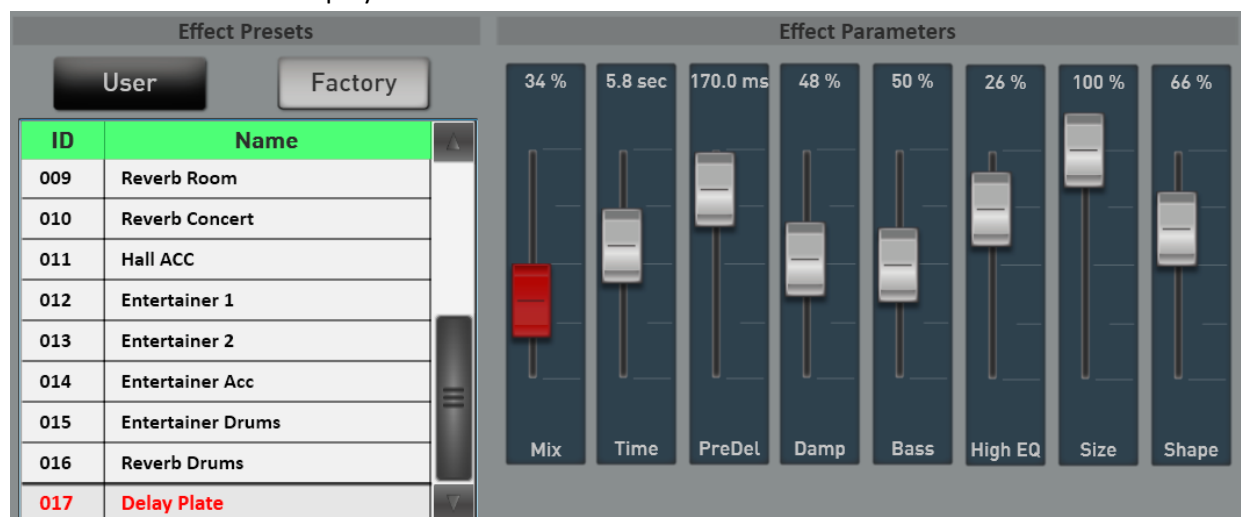 Effect Presets
Effect Parameters
User
Factory
ID Name
009 Reverb Room
010 Reverb Concert
011 Hall ACC
012 Entertainer 1
013 Entertainer 2
014 Entertainer Acc
015 Entertainer Drums
016 Reverb Drums
017 Delay Plate
34 % 5.8 sec 170.0 ms 48 % 50 % 26 % 100 % 66 %
Mix Time PreDel Damp Bass High EQ Size Shape